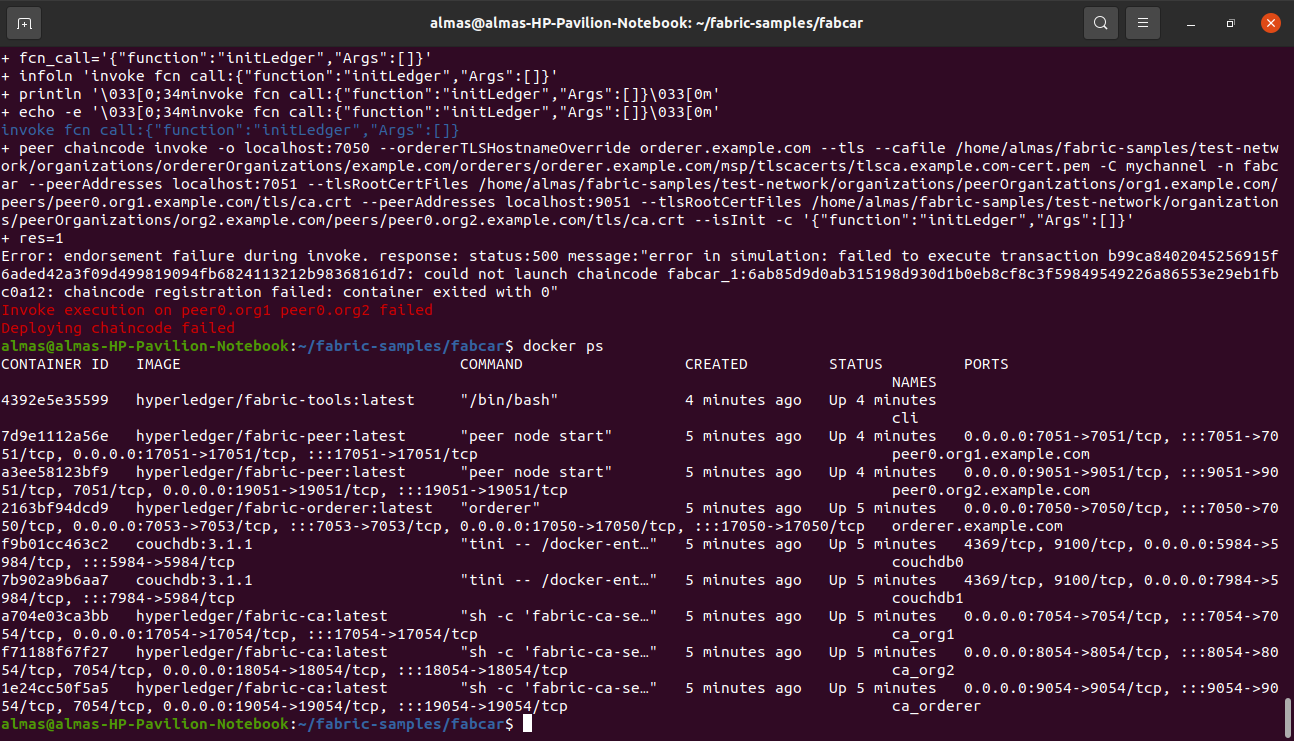 almas@almas-HP-Pavilion-Notebook: ~/fabric-samples/fabcar
+ fcn_call='{"function":"initLedger","Args":[]}'
+ infoln 'invoke fcn call:{"function":"initLedger","Args":[]}'
+ println '\033[0;34minvoke fcn call:{"function":"initLedger","Args":[]}\033[0m'
+ echo -e '\033[0;34minvoke fcn call:{"function":"initLedger","Args":[]}\033[0m'
invoke fcn call:{"function":"initLedger","Args":[]}
+ peer chaincode invoke -o localhost:7050 --ordererTLSHostnameOverride orderer.example.com --tls --cafile /home/almas/fabric-samples/test-netw
ork/organizations/ordererOrganizations/example.com/orderers/orderer.example.com/msp/tlscacerts/tlsca.example.com-cert.pem -C mychannel -n fabc
ar --peerAddresses localhost:7051 --tlsRootCertFiles /home/almas/fabric-samples/test-network/organizations/peerOrganizations/org1.example.com/
peers/peer0.org1.example.com/tls/ca.crt --peerAddresses localhost:9051 --tlsRootCertFiles /home/almas/fabric-samples/test-network/organization
s/peerOrganizations/org2.example.com/peers/peer0.org2.example.com/tls/ca.crt --isInit -c '{"function":"initLedger","Args":[]}'
+ res=1
Error: endorsement failure during invoke. response: status:500 message:"error in simulation: failed to execute transaction b99ca8402045256915f
6aded42a3f09d499819094fb6824113212b98368161d7: could not launch chaincode fabcar_1:6ab85d9d0ab315198d930d1b0eb8cf8c3f59849549226a86553e29eb1fb
c0a12: chaincode registration failed: container exited with 0"
Invoke execution on peer0.org1 peer0.org2 failed
Deploying chaincode failed
almas@almas-HP-Pavilion-Notebook:~/fabric-samples/fabcar$ docker ps
CONTAINER ID   IMAGE                               COMMAND                  CREATED         STATUS         PORTS
NAMES
4392e5e35599   hyperledger/fabric-tools:latest     "/bin/bash"              4 minutes ago   Up 4 minutes
cli
7d9e1112a56e   hyperledger/fabric-peer:latest      "peer node start"        5 minutes ago   Up 4 minutes   0.0.0.0:7051->7051/tcp, :::7051->70
51/tcp, 0.0.0.0:17051->17051/tcp, :::17051->17051/tcp   peer0.org1.example.com
a3ee58123bf9   hyperledger/fabric-peer:latest      "peer node start"        5 minutes ago   Up 4 minutes   0.0.0.0:9051->9051/tcp, :::9051->90
51/tcp, 7051/tcp, 0.0.0.0:19051->19051/tcp, :::19051->19051/tcp   peer0.org2.example.com
2163bf94dcd9   hyperledger/fabric-orderer:latest   "orderer"                5 minutes ago   Up 5 minutes   0.0.0.0:7050->7050/tcp, :::7050->70
50/tcp, 0.0.0.0:7053->7053/tcp, :::7053->7053/tcp, 0.0.0.0:17050->17050/tcp, :::17050->17050/tcp   orderer.example.com
f9b01cc463c2   couchdb:3.1.1                       "tini -- /docker-ent…"   5 minutes ago   Up 5 minutes   4369/tcp, 9100/tcp, 0.0.0.0:5984->5
984/tcp, :::5984->5984/tcp   couchdb0
7b902a9b6aa7   couchdb:3.1.1                       "tini -- /docker-ent…"   5 minutes ago   Up 5 minutes   4369/tcp, 9100/tcp, 0.0.0.0:7984->5
984/tcp, :::7984->5984/tcp   couchdb1
a704e03ca3bb   hyperledger/fabric-ca:latest        "sh -c 'fabric-ca-se…"   5 minutes ago   Up 5 minutes   0.0.0.0:7054->7054/tcp, :::7054->70
54/tcp, 0.0.0.0:17054->17054/tcp, :::17054->17054/tcp   ca_org1
f71188f67f27   hyperledger/fabric-ca:latest        "sh -c 'fabric-ca-se…"   5 minutes ago   Up 5 minutes   0.0.0.0:8054->8054/tcp, :::8054->80
54/tcp, 7054/tcp, 0.0.0.0:18054->18054/tcp, :::18054->18054/tcp   ca_org2
1e24cc50f5a5   hyperledger/fabric-ca:latest        "sh -c 'fabric-ca-se…"   5 minutes ago   Up 5 minutes   0.0.0.0:9054->9054/tcp, :::9054->90
54/tcp, 7054/tcp, 0.0.0.0:19054->19054/tcp, :::19054->19054/tcp   ca_orderer
almas@almas-HP-Pavilion-Notebook:~/fabric-samples/fabcar$